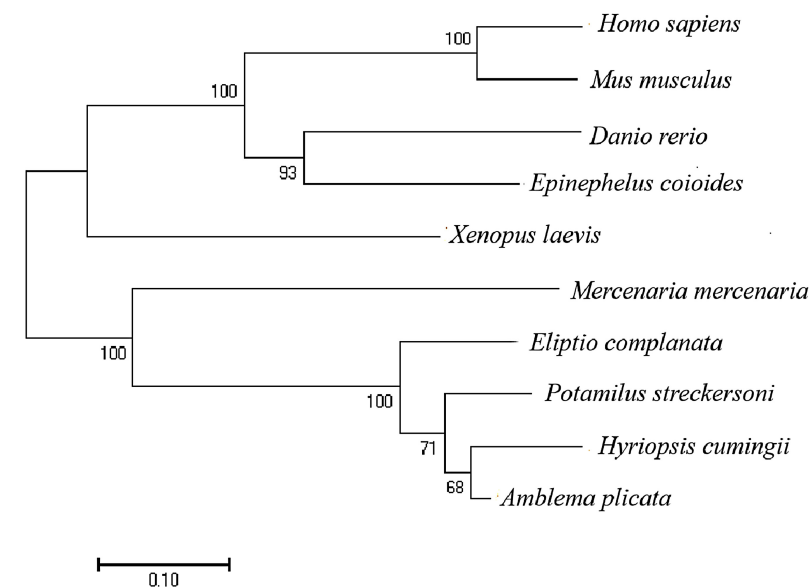 Homo sapiens
100
Mus musculus
100
Danio rerio
93
Epinephelus coioides
Xenopus laevis
Mercenaria mercenaria
100
Eliptio complanata
100
Potamilus streckersoni
71
Hyriopsis cumingii
68
Amblema plicata
0.10